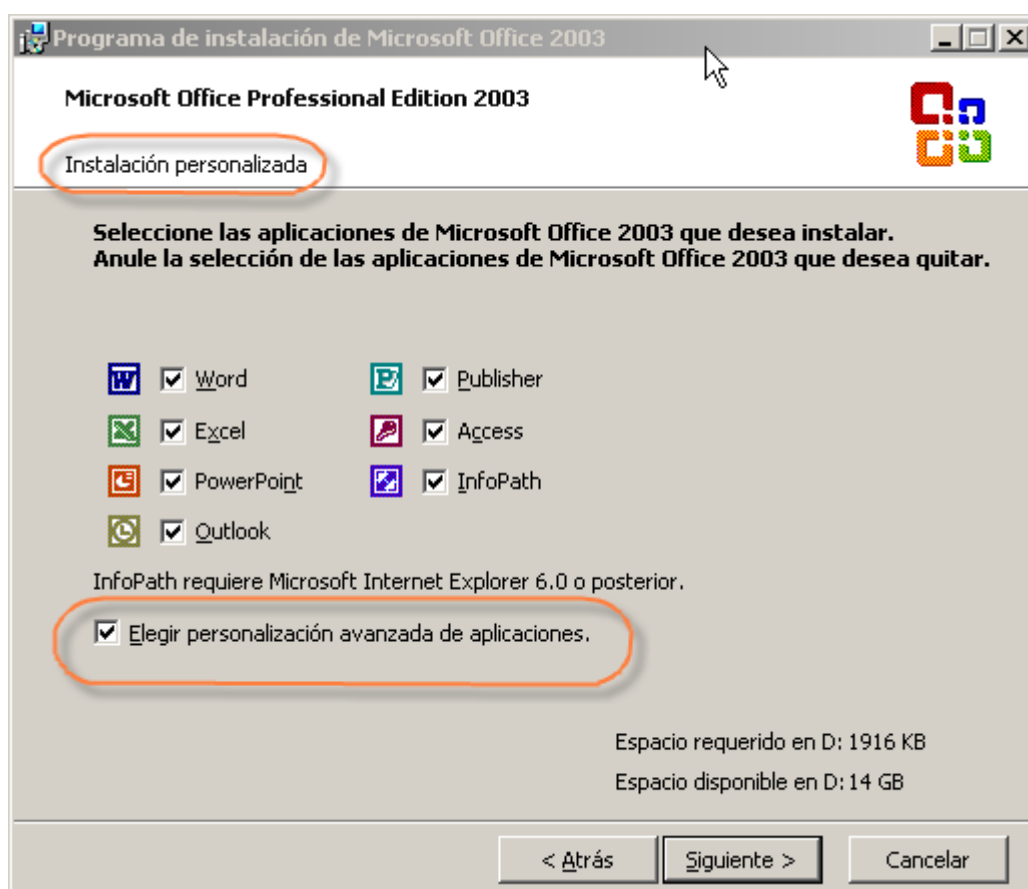 Programa de instalación de Microsoft Office 2003
Microsoft Office Professional Edition 2003
Instalación personalizada
Seleccione las aplicaciones de Microsoft Office 2003 que desea instalar.
Anule la selección de las aplicaciones de Microsoft Office 2003 que desea quitar.
Word
Publisher
Excel
Access
PowerPoint
InfoPath
Outlook
InfoPath requiere Microsoft Internet Explorer 6.0 o posterior.
Elegir personalización avanzada de aplicaciones.
Espacio requerido en D: 1916 KB
Espacio disponible en D: 14 GB
< Atrás
Siguiente >
Cancelar